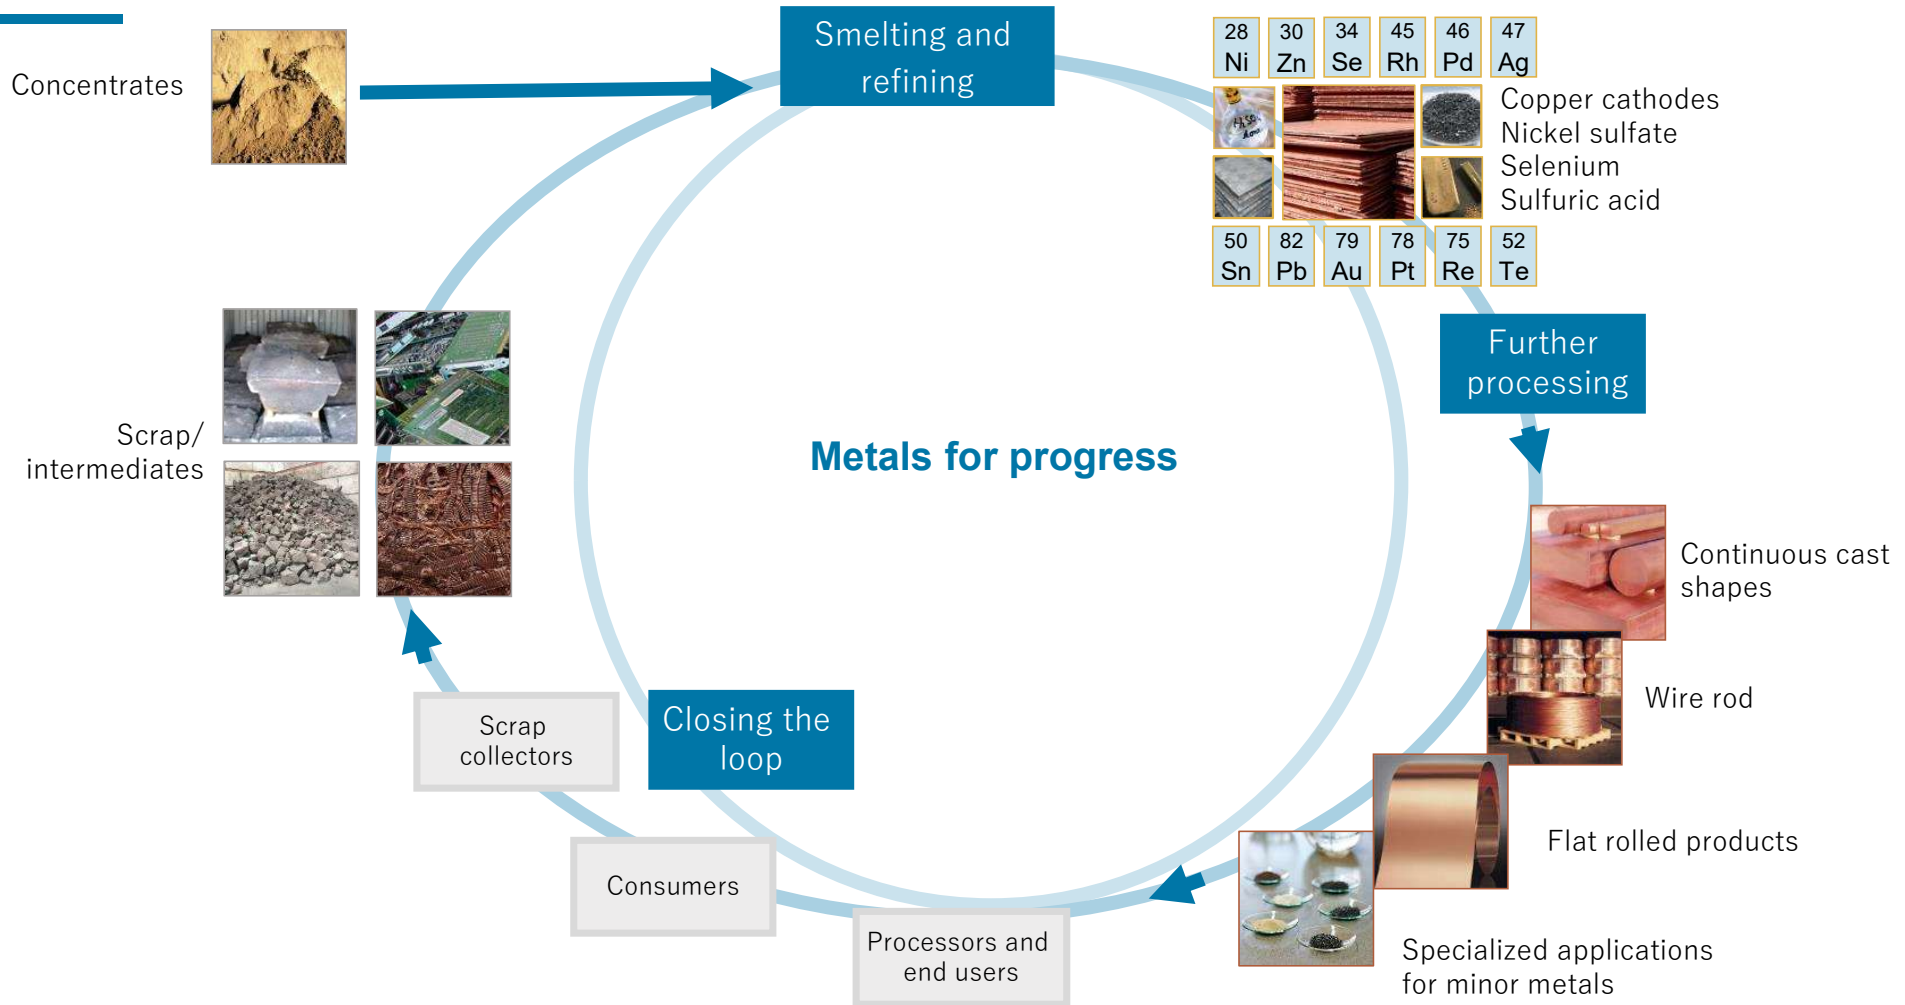 Smelting and
refining
Concentrates
28
Ni
30
Zn
34
Se
45
Rh
46
Pd
47
Ag
Copper cathodes
Nickel sulfate
Selenium
Sulfuric acid
50
Sn
82
Pb
79
Au
78
Pt
75
Re
52
Te
Further
processing
Scrap/
intermediates
Metals for progress
Continuous cast
shapes
Wire rod
Flat rolled products
Specialized applications
for minor metals
Processors and
end users
Consumers
Scrap
collectors
Closing the
loop